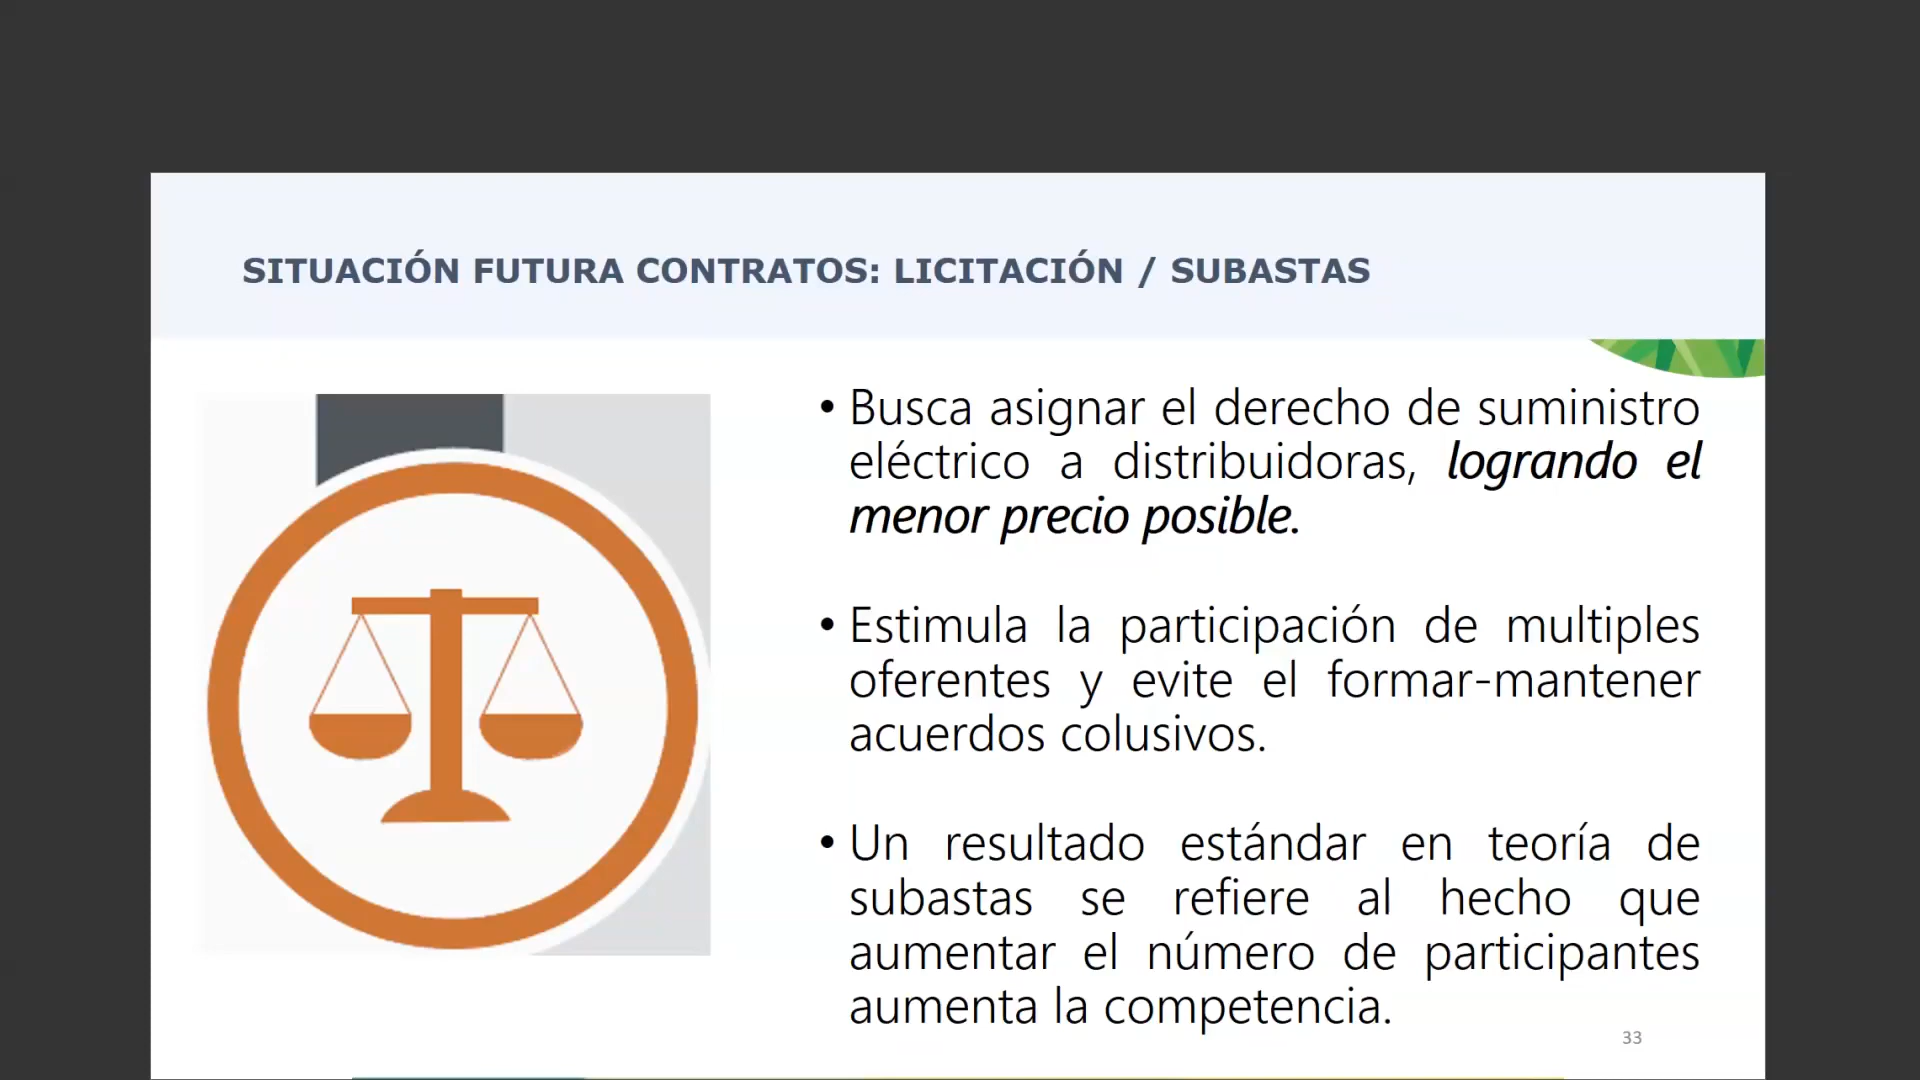 SITUACIÓN FUTURA CONTRATOS: LICITACIÓN / SUBASTAS
• Busca asignar el derecho de suministro
eléctrico a distribuidoras, logrando el
menor precio posible.
• Estimula la participación de multiples
oferentes y evite el formar-mantener
acuerdos colusivos.
• Un resultado estándar en teoría de
subastas se refiere al hecho que
aumentar el número de participantes
aumenta la competencia.
33